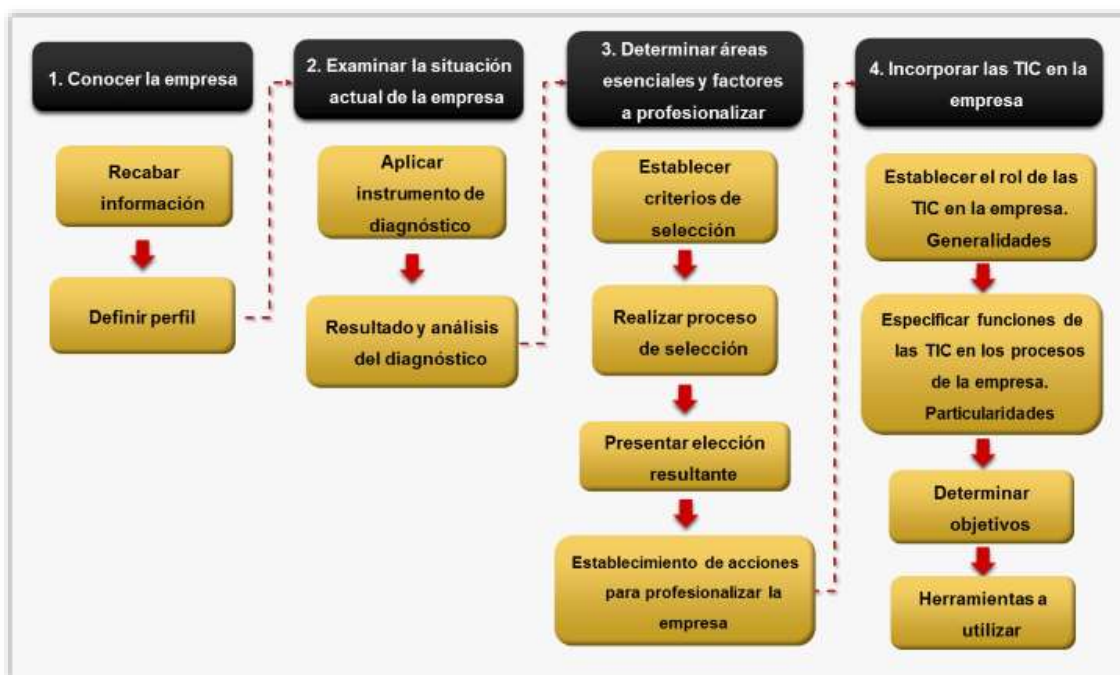 1. Conocer la empresa
Recabar
información
Definir perfil
2. Examinar la situación
actual de la empresa
Aplicar
instrumento de
diagnóstico
Resultado y análisis
del diagnóstico
3. Determinar áreas
esenciales y factores
a profesionalizar
Establecer
criterios de
selección
Realizar proceso
de selección
Presentar elección
resultante
Establecimiento de acciones
para profesionalizar la
empresa
4. Incorporar las TIC en la
empresa
Establecer el rol de las
TIC en la empresa.
Generalidades
Especificar funciones de
las TIC en los procesos
de la empresa.
Particularidades
Determinar
objetivos
Herramientas a
utilizar